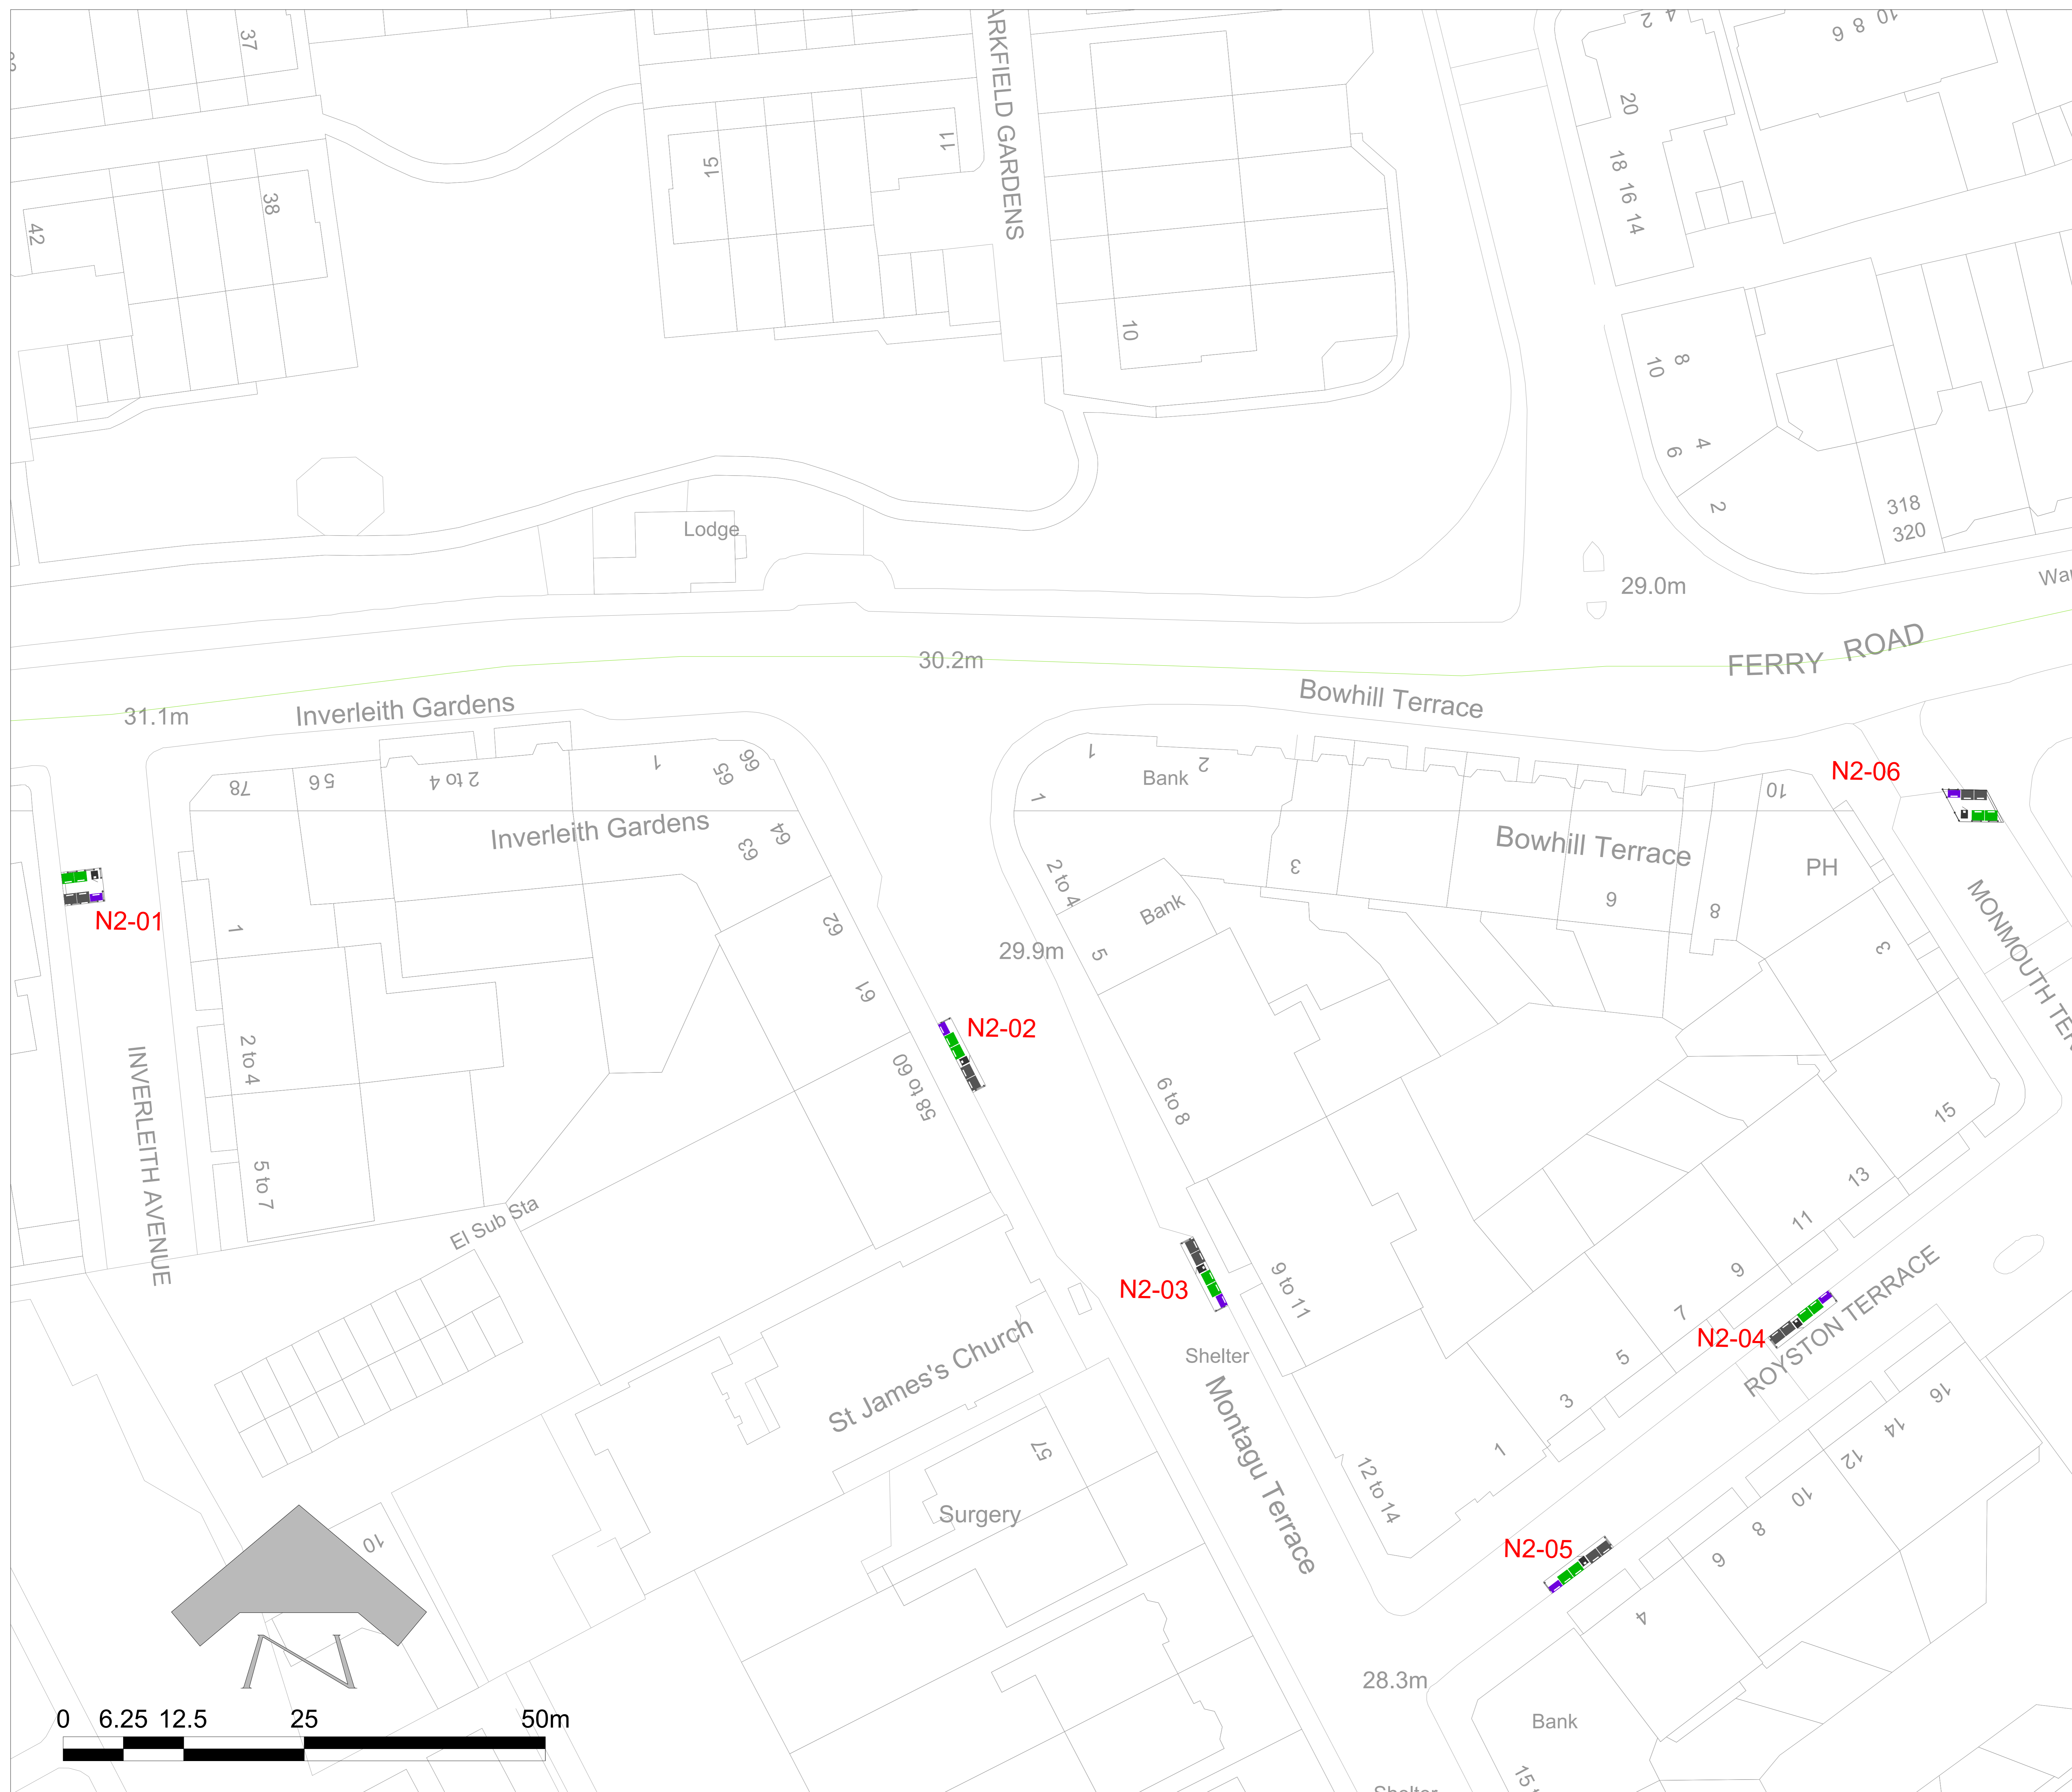 37
ARKFIELD GARDENS
2
4
6 8 10
20
15
11
18 16 14
38
42
10
10
8
6
4
2
318
320
Lodge
29.0m
30.2m
FERRY ROAD
31.1m
Inverleith Gardens
Bowhill Terrace
78
5 6
2 to 4
1
65
66
1
2
Bank
1
N2-06
10
Inverleith Gardens
63
64
Bowhill Terrace
PH
3
2 to 4
Bank
6
8
3
MONMOUTH TER
N2-01
1
62
29.9m
5
61
N2-02
2 to 4
58 to 60
6 to 8
INVERLEITH AVENUE
5 to 7
El Sub Sta
15
13
11
9
7
5
3
1
N2-03
9 to 11
N2-04
ROYSTON TERRACE
Shelter
St James's Church
Montagu Terrace
57
Surgery
12 to 14
16
14
12
10
8
6
4
N2-05
10
28.3m
Bank
0 6.25 12.5 25 50m
N